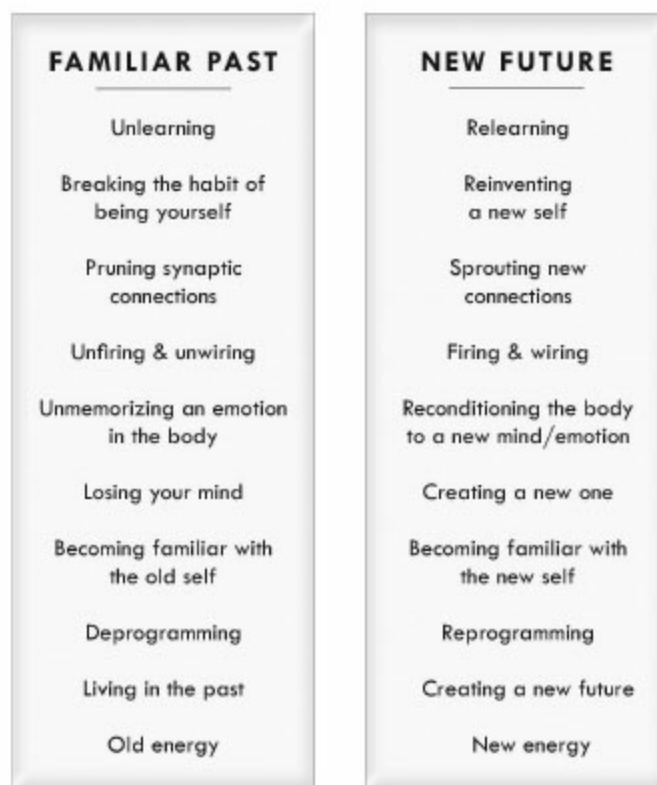 FAMILIAR PAST
Unlearning
Breaking the habit of
being yourself
Pruning synaptic
connections
Unfiring & unwiring
Unmemorizing an emotion
in the body
Losing your mind
Becoming familiar with
the old self
Deprogramming
Living in the past
Old energy
NEW FUTURE
Relearning
Reinventing
a new self
Sprouting new
connections
Firing & wiring
Reconditioning the body
to a new mind/emotion
Creating a new one
Becoming familiar with
the new self
Reprogramming
Creating a new future
New energy